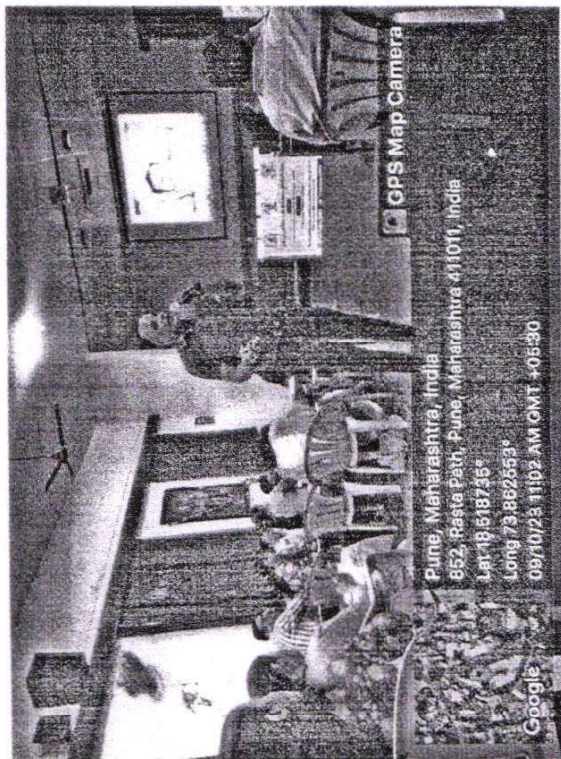 GPS Map Camera
Pune, Maharashtra, India
852, Rasta Path, Pune, Maharashtra 411011, India
Lat 18.518735°
Long 73.862553°
09/10/23 11:02 AM GMT +05:30
Google